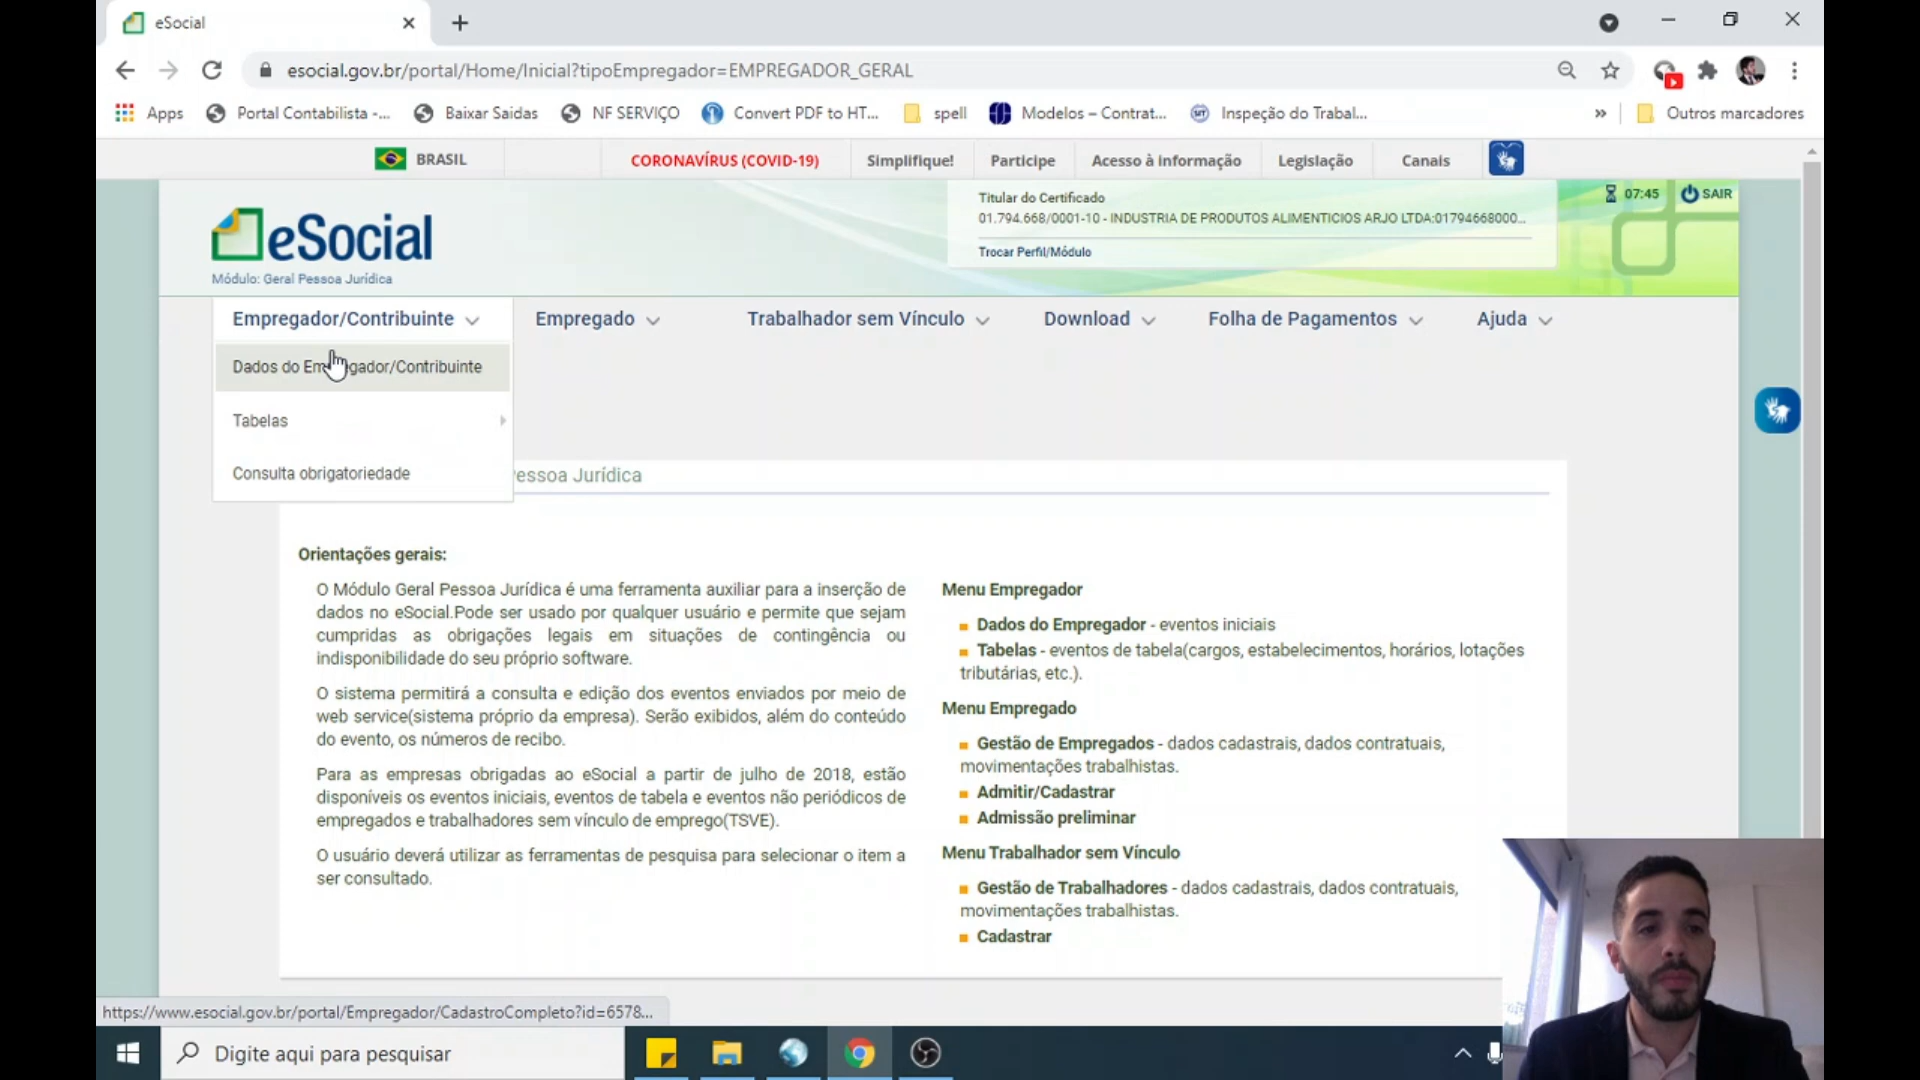 eSocial
esocial.gov.br/portal/Home/Inicial?tipoEmpregador=EMPREGADOR_GERAL
Apps Portal Contabilista -... Baixar Saidas NF SERVIÇO Convert PDF to HT... spell Modelos – Contrat... Inspeção do Trabal... » Outros marcadores
BRASIL CORONAVÍRUS (COVID-19) Simplifique! Participe Acesso à informação Legislação Canais
Titular do Certificado
01.794.668/0001-10 - INDUSTRIA DE PRODUTOS ALIMENTICIOS ARJO LTDA:01794668000...
Trocar Perfil/Módulo
07:45 SAIR
eSocial
Módulo: Geral Pessoa Jurídica
Empregador/Contribuinte Empregado Trabalhador sem Vínculo Download Folha de Pagamentos Ajuda
Dados do Empregador/Contribuinte
Tabelas
Consulta obrigatoriedade
Pessoa Jurídica
Orientações gerais:
O Módulo Geral Pessoa Jurídica é uma ferramenta auxiliar para a inserção de
dados no eSocial.Pode ser usado por qualquer usuário e permite que sejam
cumpridas as obrigações legais em situações de contingência ou
indisponibilidade do seu próprio software.
O sistema permitirá a consulta e edição dos eventos enviados por meio de
web service(sistema próprio da empresa). Serão exibidos, além do conteúdo
do evento, os números de recibo.
Para as empresas obrigadas ao eSocial a partir de julho de 2018, estão
disponíveis os eventos iniciais, eventos de tabela e eventos não periódicos de
empregados e trabalhadores sem vínculo de emprego(TSVE).
O usuário deverá utilizar as ferramentas de pesquisa para selecionar o item a
ser consultado.
Menu Empregador
Dados do Empregador - eventos iniciais
Tabelas - eventos de tabela(cargos, estabelecimentos, horários, lotações
tributárias, etc.).
Menu Empregado
Gestão de Empregados - dados cadastrais, dados contratuais,
movimentações trabalhistas.
Admitir/Cadastrar
Admissão preliminar
Menu Trabalhador sem Vínculo
Gestão de Trabalhadores - dados cadastrais, dados contratuais,
movimentações trabalhistas.
Cadastrar
https://www.esocial.gov.br/portal/Empregador/CadastroCompleto?id=6578...
Digite aqui para pesquisar